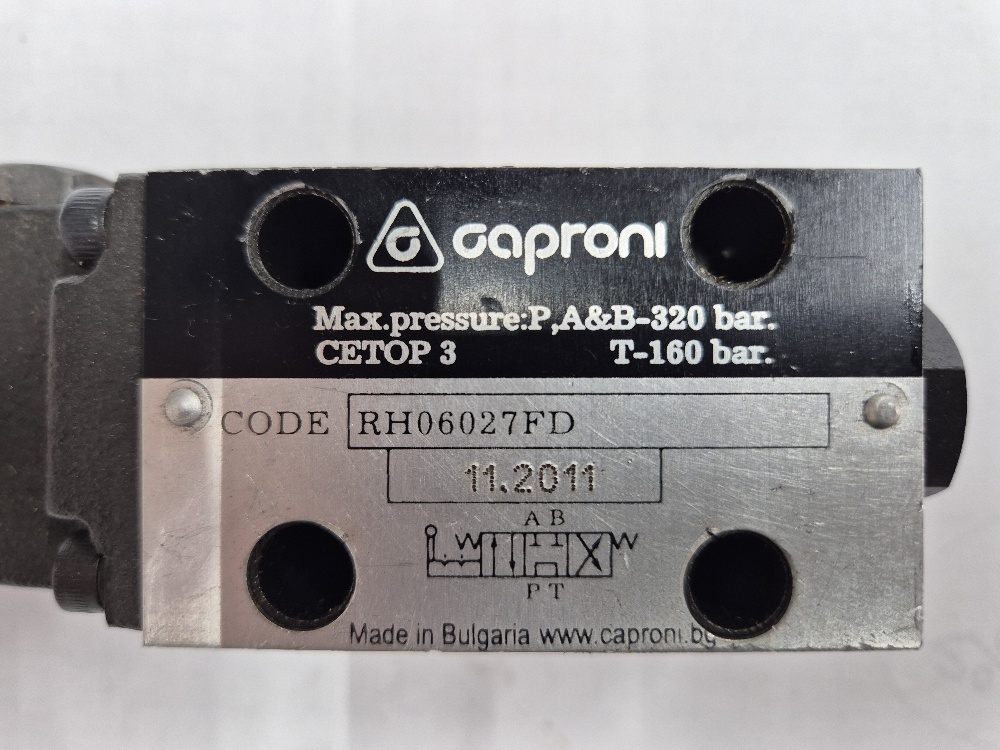 caproni
Max.pressure:P,A&B-320 bar.
CETOP 3 T-160 bar.
CODE RH06027FD
11.2011
A B
P T
Made in Bulgaria www.caproni.bg